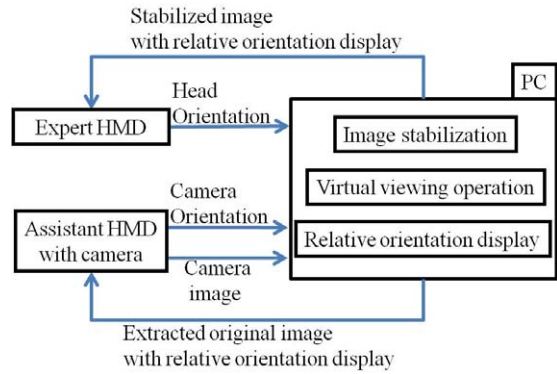 Stabilized image
with relative orientation display
PC
Head
Orientation
Expert HMD
Image stabilization
Virtual viewing operation
Camera
Orientation
Assistant HMD
with camera
Relative orientation display
Camera
image
Extracted original image
with relative orientation display